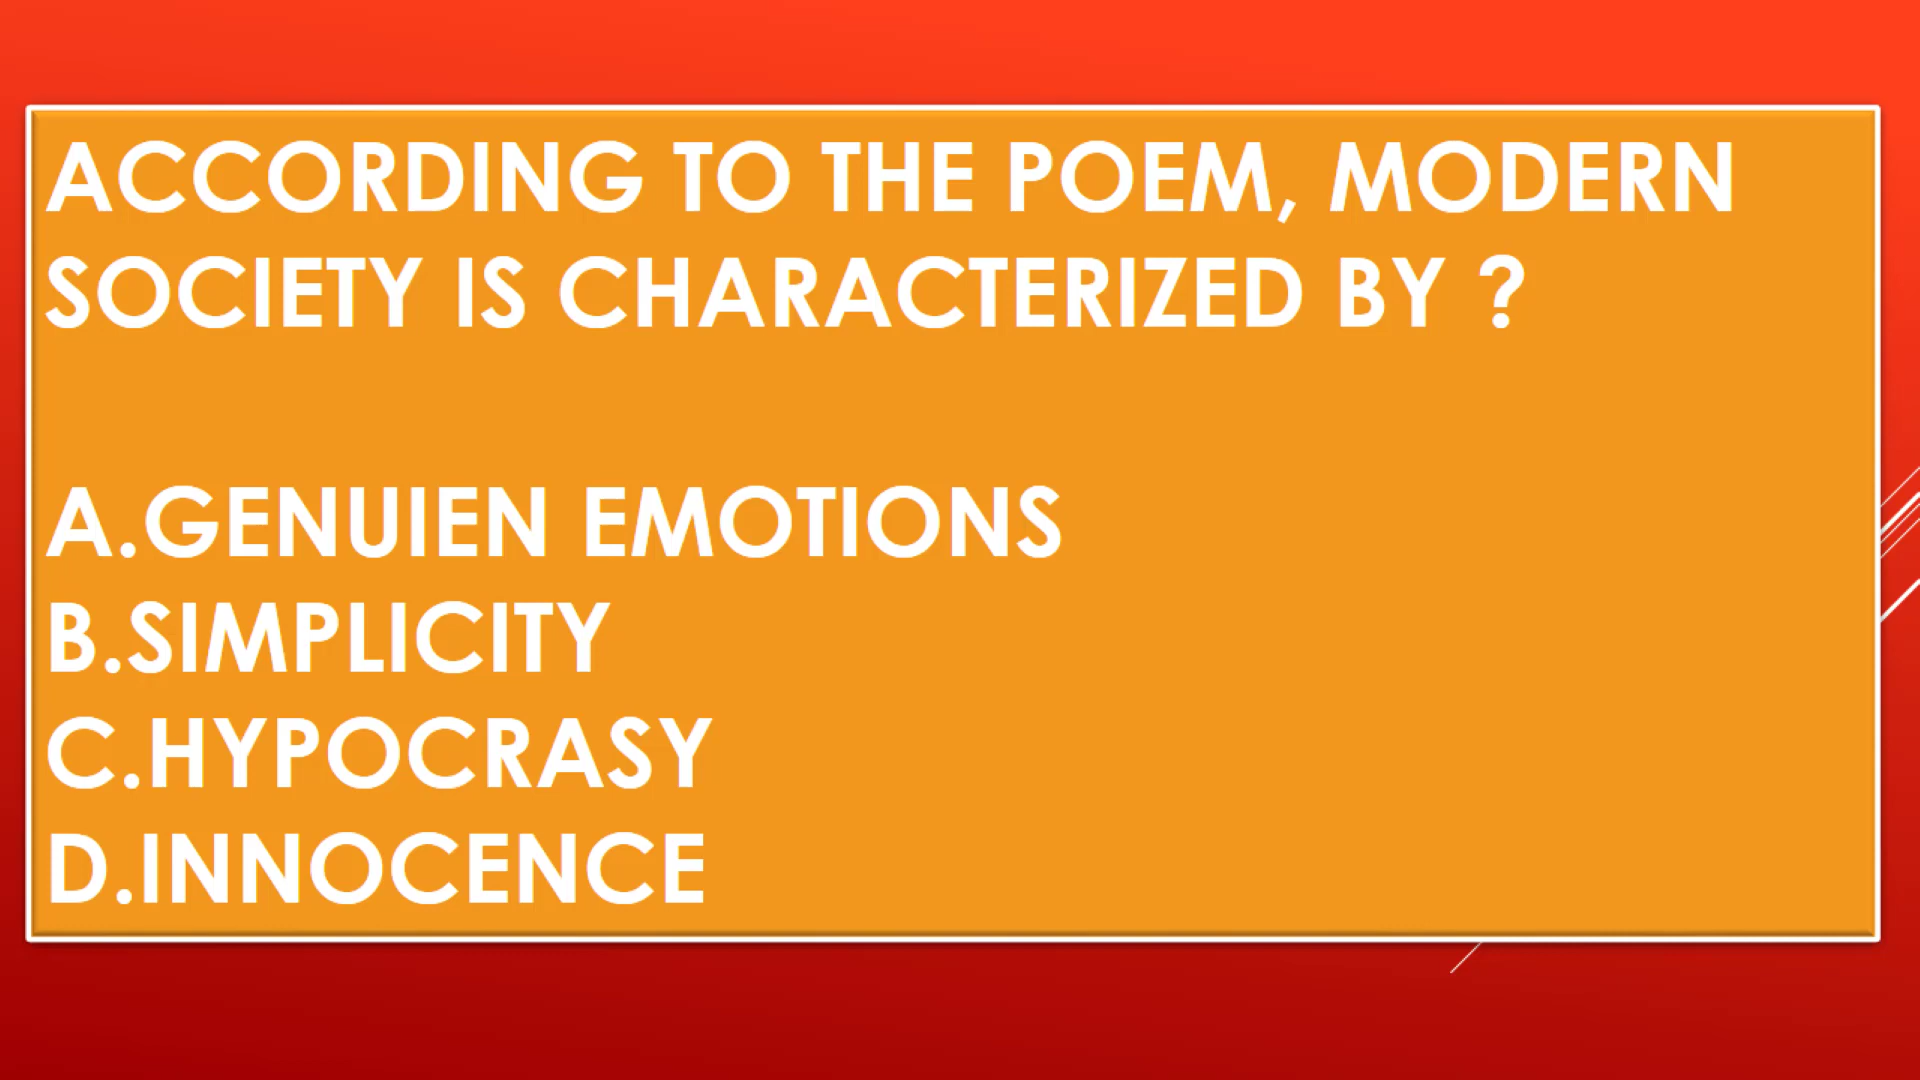 ACCORDING TO THE POEM, MODERN
SOCIETY IS CHARACTERIZED BY ?
A.GENUIEN EMOTIONS
B.SIMPLICITY
C.HYPOCRASY
D.INNOCENCE